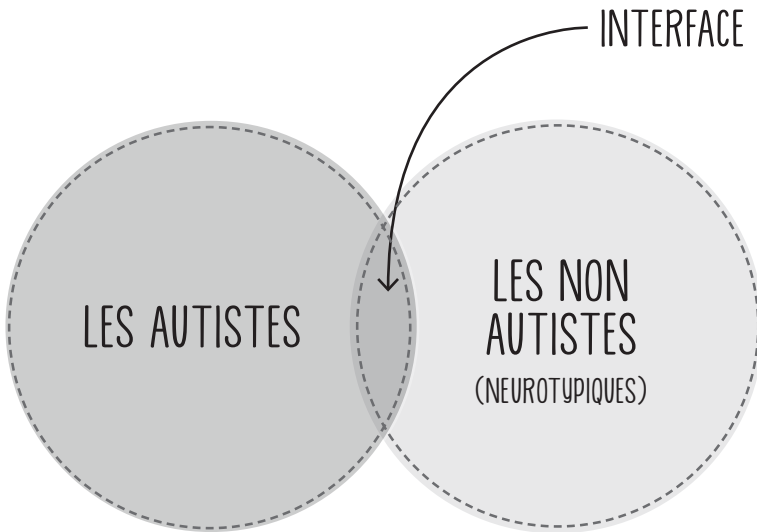 INTERFACE
LES AUTISTES
LES NON
AUTISTES
(NEUROTYPIQUES)